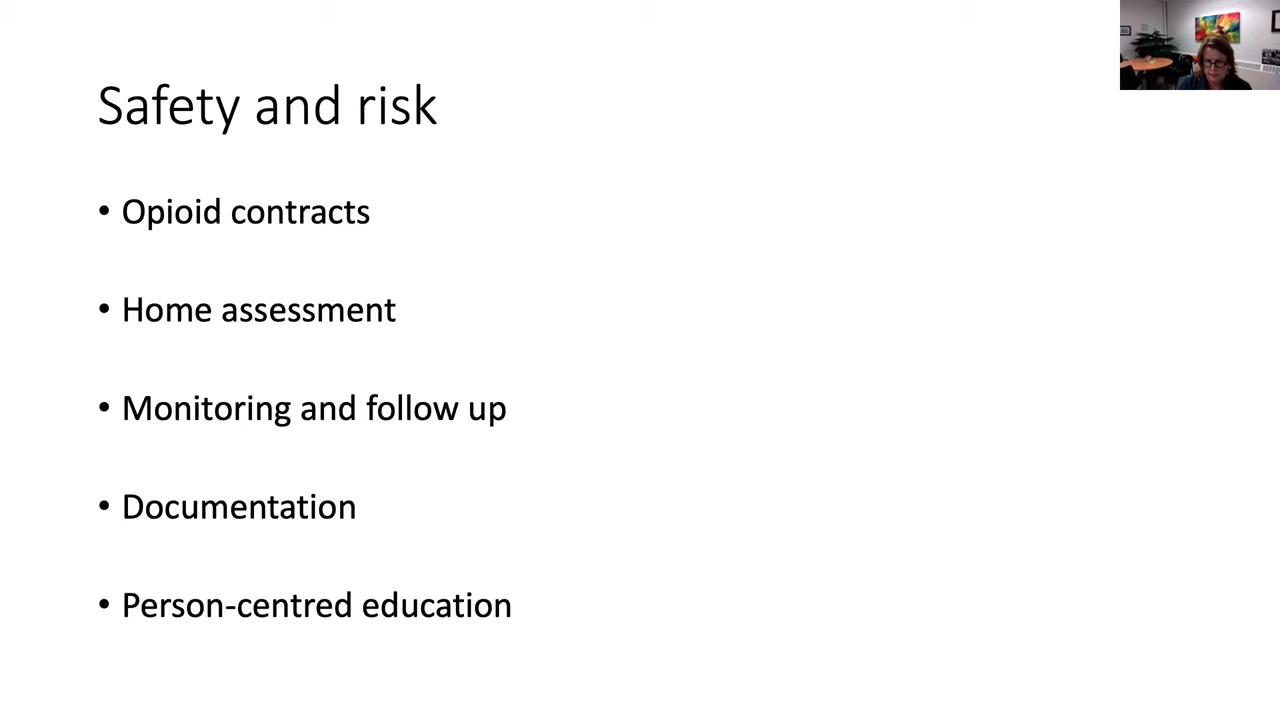 Safety and risk
• Opioid contracts
• Home assessment
• Monitoring and follow up
• Documentation
• Person-centred education